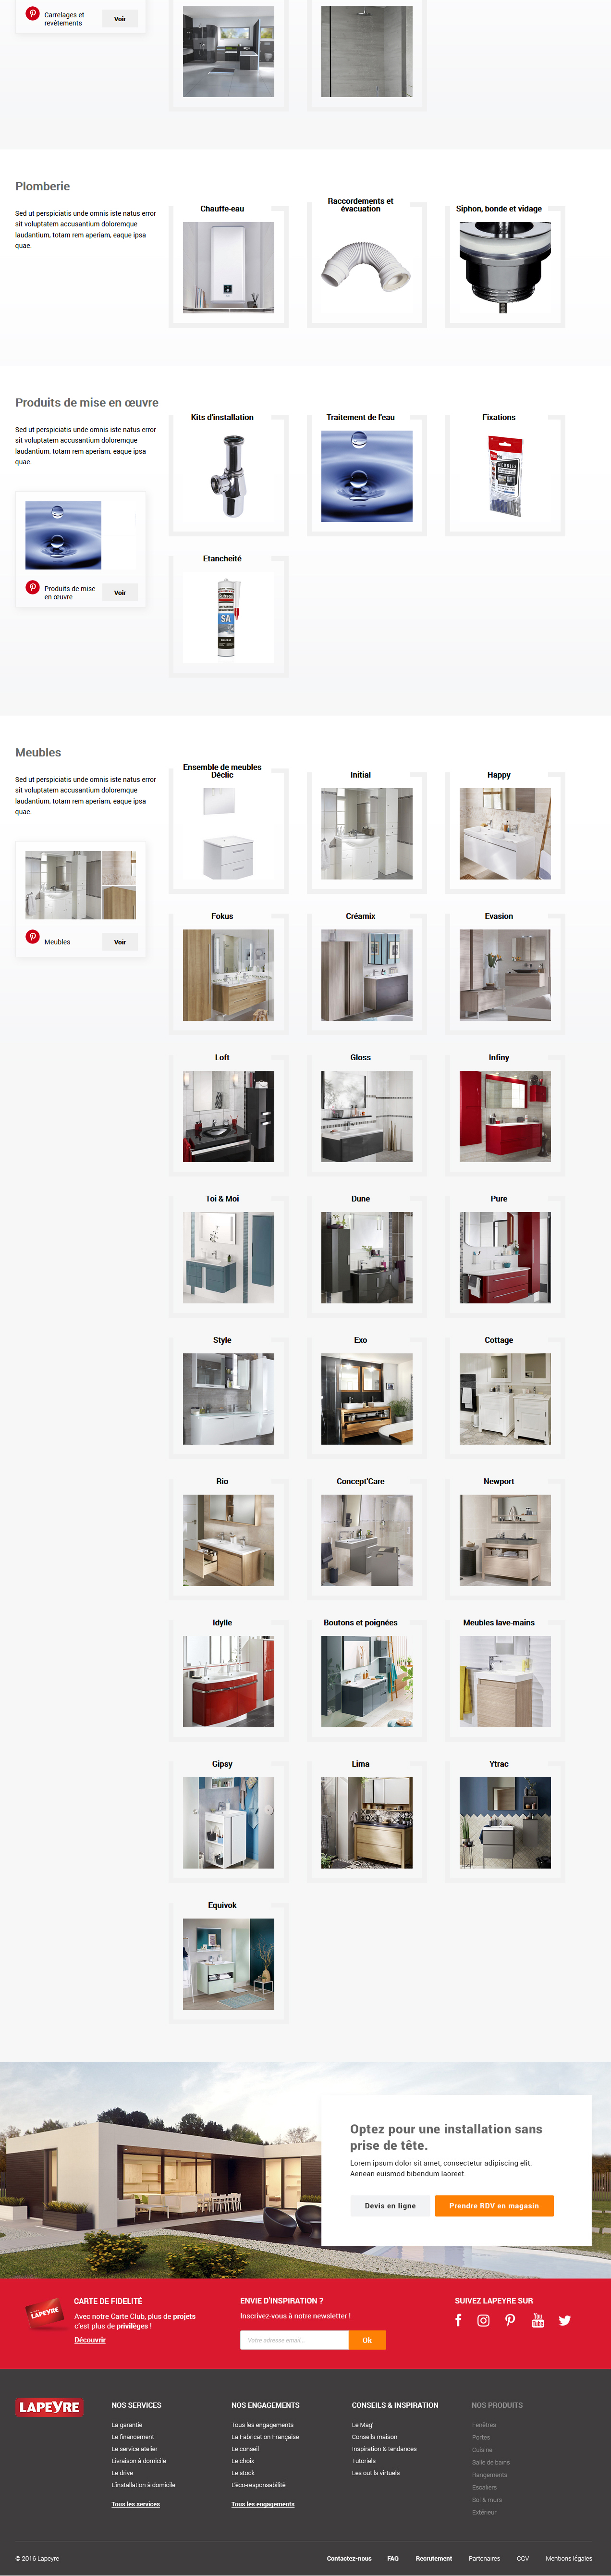 Carrelages et
revêtements
Voir
Plomberie
Sed ut perspiciatis unde omnis iste natus error
sit voluptatem accusantium doloremque
laudantium, totam rem aperiam, eaque ipsa
quae.
Chauffe-eau
Raccordements et
évacuation
Siphon, bonde et vidage
Produits de mise en œuvre
Sed ut perspiciatis unde omnis iste natus error
sit voluptatem accusantium doloremque
laudantium, totam rem aperiam, eaque ipsa
quae.
Produits de mise
en œuvre
Voir
Kits d'installation
Traitement de l'eau
Fixations
Etancheité
SA
Meubles
Sed ut perspiciatis unde omnis iste natus error
sit voluptatem accusantium doloremque
laudantium, totam rem aperiam, eaque ipsa
quae.
Meubles
Voir
Ensemble de meubles
Déclic
Initial
Happy
Fokus
Créamix
Evasion
Loft
Gloss
Infiny
Toi & Moi
Dune
Pure
Style
Exo
Cottage
Rio
Concept'Care
Newport
Idylle
Boutons et poignées
Meubles lave-mains
Gipsy
Lima
Ytrac
Equivok
Optez pour une installation sans
prise de tête.
Lorem ipsum dolor sit amet, consectetur adipiscing elit.
Aenean euismod bibendum laoreet.
Devis en ligne
Prendre RDV en magasin
LAPEYRE
CARTE DE FIDELITÉ
Avec notre Carte Club, plus de projets
c'est plus de privilèges !
Découvrir
ENVIE D'INSPIRATION ?
Inscrivez-vous à notre newsletter !
Votre adresse email...
Ok
SUIVEZ LAPEYRE SUR
You
Tube
LAPEYRE
NOS SERVICES
La garantie
Le financement
Le service atelier
Livraison à domicile
Le drive
L'installation à domicile
Tous les services
NOS ENGAGEMENTS
Tous les engagements
La Fabrication Française
Le conseil
Le choix
Le stock
L'éco-responsabilité
Tous les engagements
CONSEILS & INSPIRATION
Le Mag'
Conseils maison
Inspiration & tendances
Tutoriels
Les outils virtuels
NOS PRODUITS
Fenêtres
Portes
Cuisine
Salle de bains
Rangements
Escaliers
Sol & murs
Extérieur
© 2016 Lapeyre
Contactez-nous
FAQ
Recrutement
Partenaires
CGV
Mentions légales